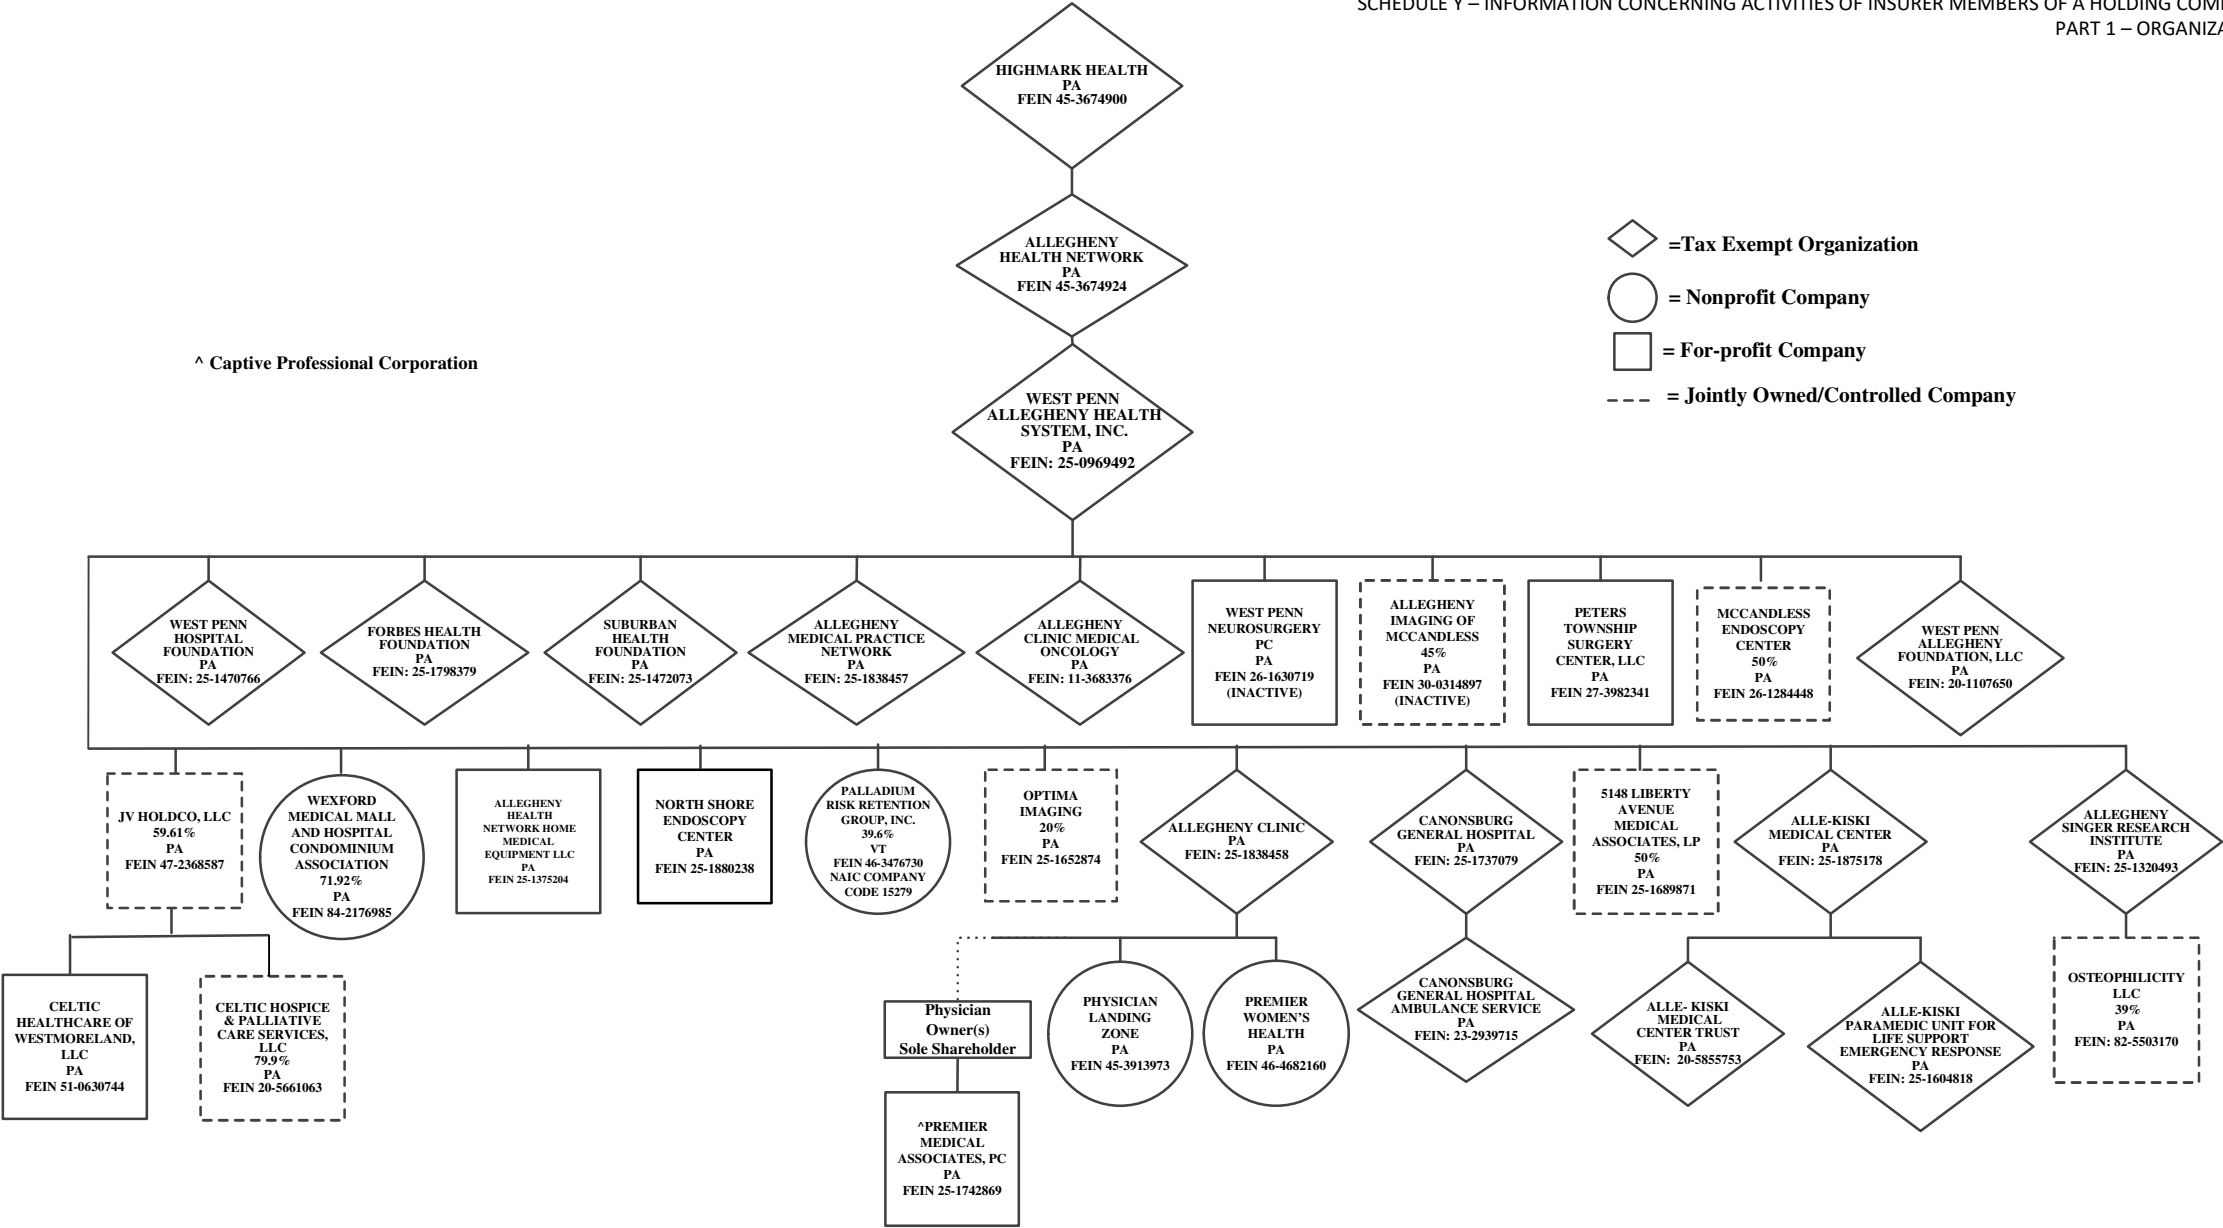 SCHEDULE Y – INFORMATION CONCERNING ACTIVITIES OF INSURER MEMBERS OF A HOLDING
PART 1 –
HIGHMARK HEALTH
PA
FEIN 45-3674900
ALLEGHENY
HEALTH NETWORK
PA
FEIN 45-3674924
=Tax Exempt Organization
= Nonprofit Company
= For-profit Company
= Jointly Owned/Controlled Company
^ Captive Professional Corporation
WEST PENN
ALLEGHENY HEALTH
SYSTEM, INC.
PA
FEIN: 25-0969492
WEST PENN
HOSPITAL
FOUNDATION
PA
FEIN: 25-1470766
FORBES HEALTH
FOUNDATION
PA
FEIN: 25-1798379
SUBURBAN
HEALTH
FOUNDATION
PA
FEIN: 25-1472073
ALLEGHENY
MEDICAL PRACTICE
NETWORK
PA
FEIN: 25-1838457
ALLEGHENY
CLINIC MEDICAL
ONCOLOGY
PA
FEIN: 11-3683376
WEST PENN
NEUROSURGERY
PC
PA
FEIN 26-1630719
(INACTIVE)
ALLEGHENY
IMAGING OF
MCCANDLESS
45%
PA
FEIN 30-0314897
(INACTIVE)
PETERS
TOWNSHIP
SURGERY
CENTER, LLC
PA
FEIN 27-3982341
MCCANDLESS
ENDOSCOPY
CENTER
50%
PA
FEIN 26-1284448
WEST PENN
ALLEGHENY
FOUNDATION, LLC
PA
FEIN: 20-1107650
JV HOLDCO, LLC
59.61%
PA
FEIN 47-2368587
WEXFORD
MEDICAL MALL
AND HOSPITAL
CONDOMINIUM
ASSOCIATION
71.92%
PA
FEIN 84-2176985
ALLEGHENY
HEALTH
NETWORK HOME
MEDICAL
EQUIPMENT LLC
PA
FEIN 25-1375204
NORTH SHORE
ENDOSCOPY
CENTER
PA
FEIN 25-1880238
PALLADIUM
RISK RETENTION
GROUP, INC.
39.6%
VT
FEIN 46-3476730
NAIC COMPANY
CODE 15279
OPTIMA
IMAGING
20%
PA
FEIN 25-1652874
ALLEGHENY CLINIC
PA
FEIN: 25-1838458
CANONSBURG
GENERAL HOSPITAL
PA
FEIN: 25-1737079
5148 LIBERTY
AVENUE
MEDICAL
ASSOCIATES, LP
50%
PA
FEIN 25-1689871
ALLE-KISKI
MEDICAL CENTER
PA
FEIN: 25-1875178
ALLEGHENY
SINGER RESEARCH
INSTITUTE
PA
FEIN: 25-1320493
CELTIC
HEALTHCARE OF
WESTMORELAND,
LLC
PA
FEIN 51-0630744
CELTIC HOSPICE
& PALLIATIVE
CARE SERVICES,
LLC
79.9%
PA
FEIN 20-5661063
Physician
Owner(s)
Sole Shareholder
^PREMIER
MEDICAL
ASSOCIATES, PC
PA
FEIN 25-1742869
PHYSICIAN
LANDING
ZONE
PA
FEIN 45-3913973
PREMIER
WOMEN'S
HEALTH
PA
FEIN 46-4682160
CANONSBURG
GENERAL HOSPITAL
AMBULANCE SERVICE
PA
FEIN: 23-2939715
ALLE- KISKI
MEDICAL
CENTER TRUST
PA
FEIN: 20-5855753
ALLE-KISKI
PARAMEDIC UNIT FOR
LIFE SUPPORT
EMERGENCY RESPONSE
PA
FEIN: 25-1604818
OSTEOPHILICITY
LLC
39%
PA
FEIN: 82-5503170